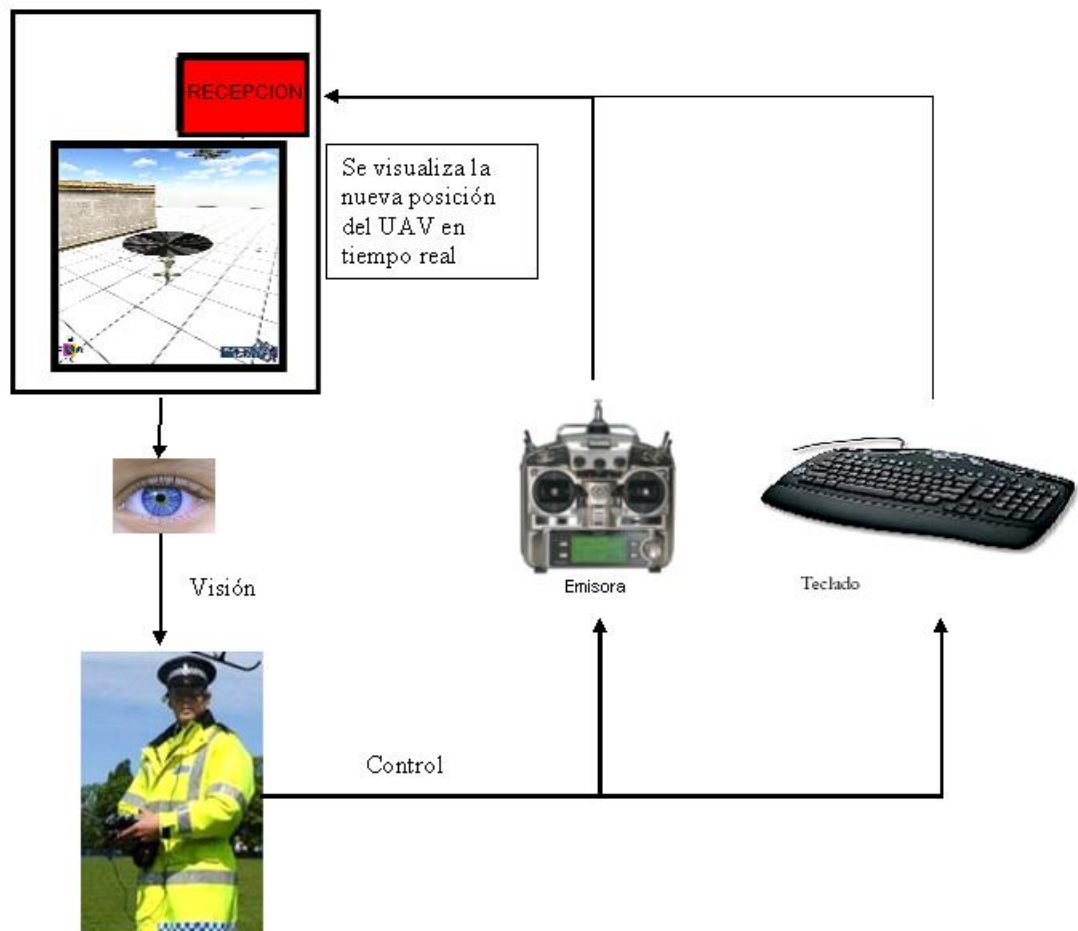 RECEPCION
Se visualiza la
nueva posición
del UAV en
tiempo real
Visión
Emisora
Teclado
Control